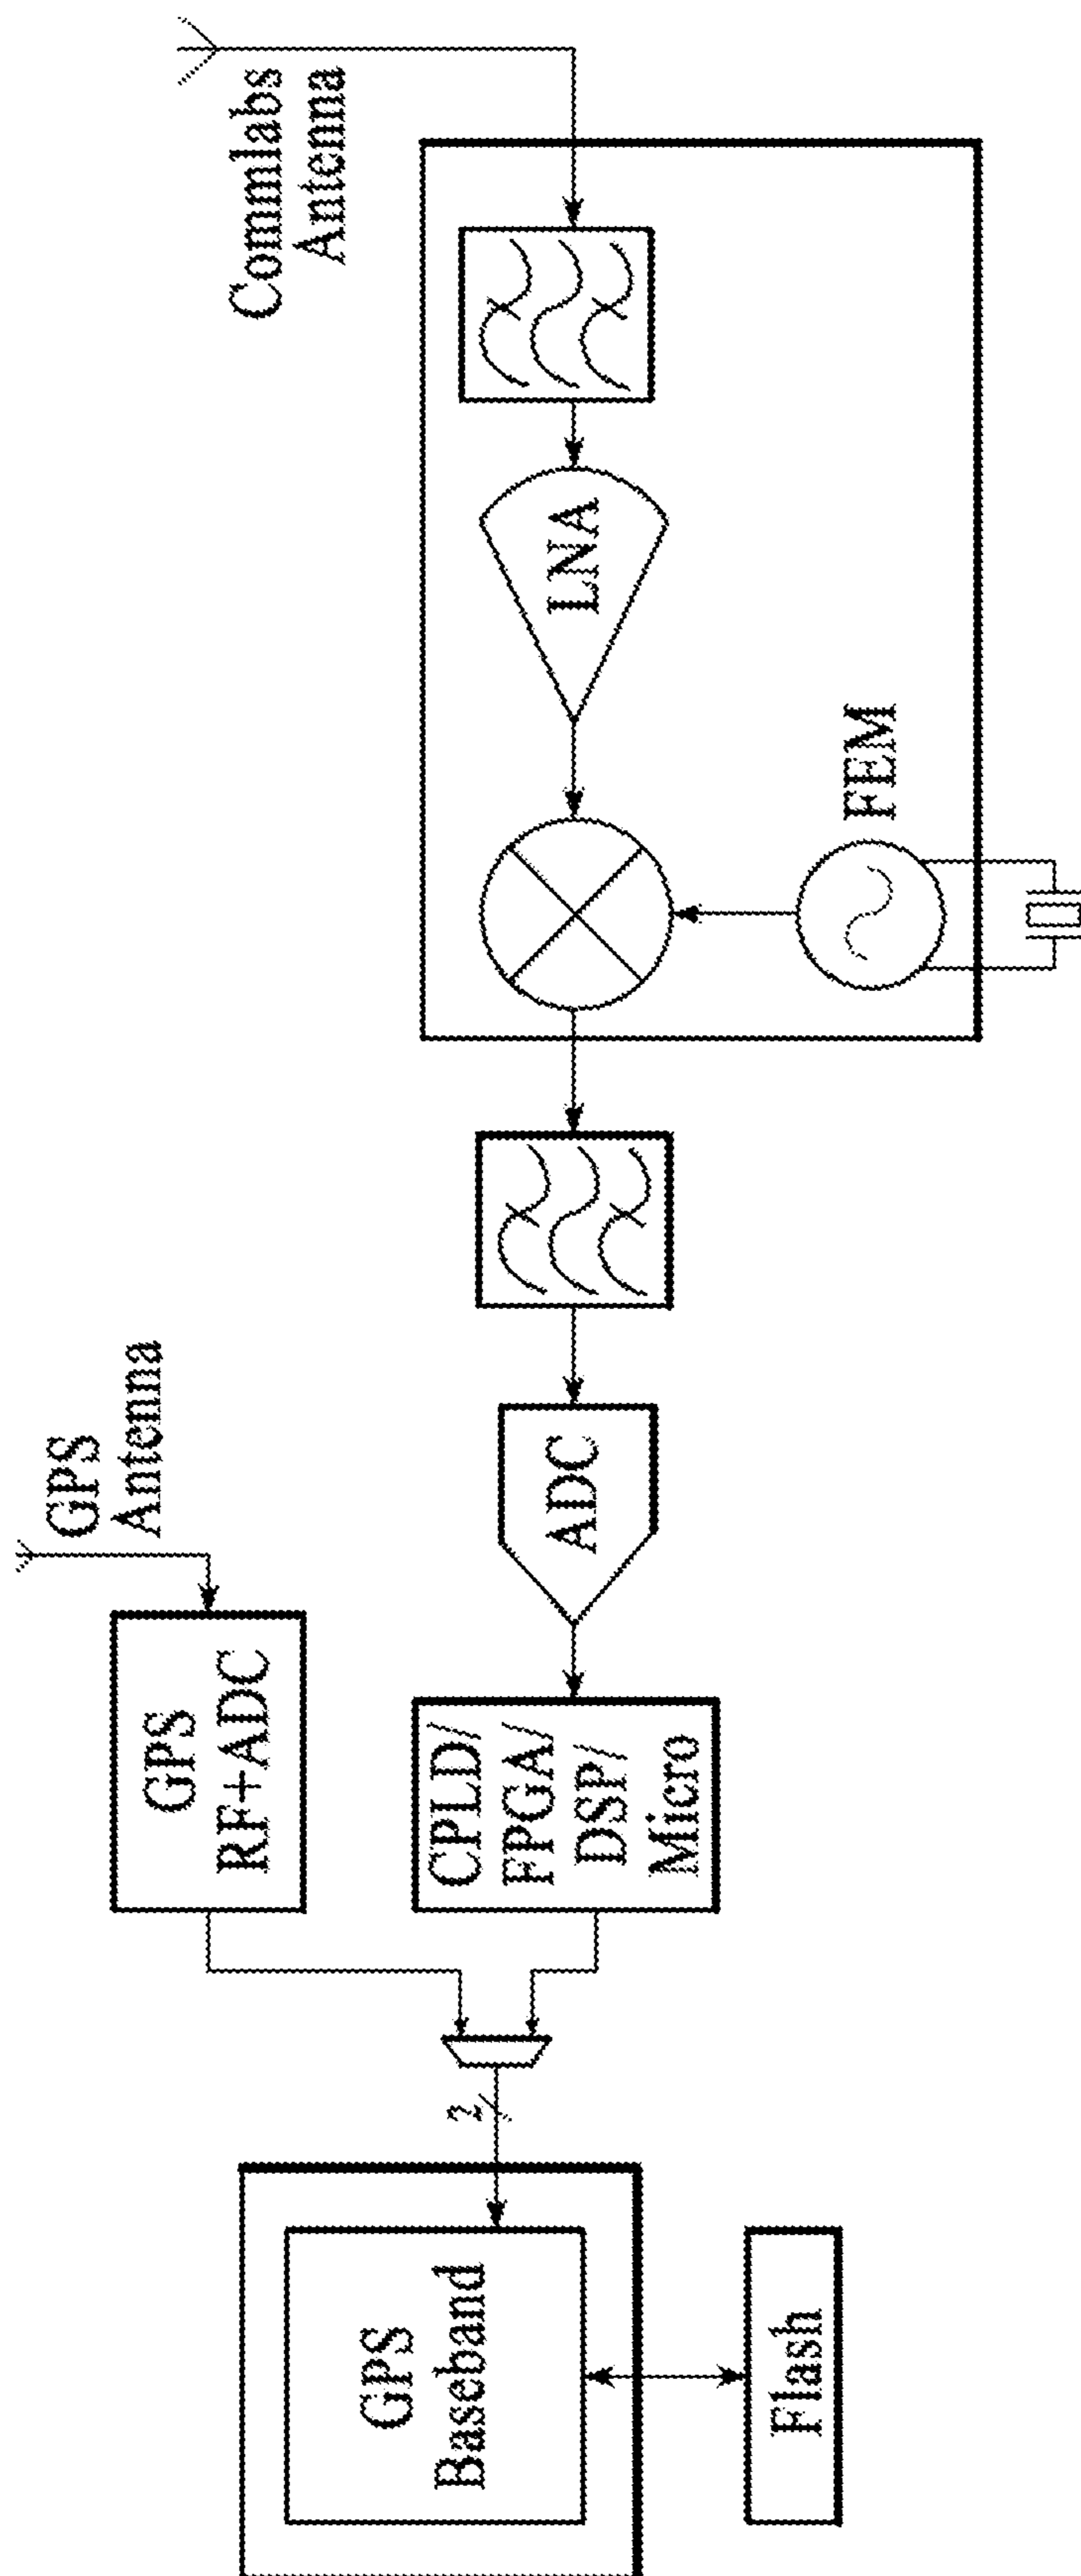 Commlabs
Antenna
LNA
FEM
GPS
Antenna
ADC
GPS
RF+ADC
CPLD/
FPGA/
DSP/
Micro
2
GPS
Baseband
Flash